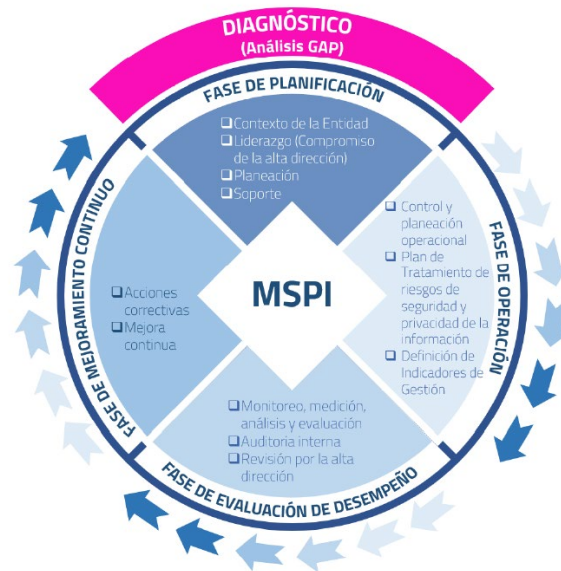 DIAGNÓSTICO
(Análisis GAP)
FASE DE PLANIFICACIÓN
Contexto de la Entidad
Liderazgo (Compromiso
de la alta dirección)
Planeación
Soporte
FASE DE OPERACIÓN
Control y
planeación
operacional
Plan de
Tratamiento de
riesgos de
seguridad y
privacidad de la
información
Definición de
Indicadores de
Gestión
MSPI
FASE DE EVALUACIÓN DE DESEMPEÑO
Monitoreo, medición,
análisis y evaluación
Auditoria interna
Revisión por la alta
dirección
FASE DE MEJORAMIENTO CONTINUO
Acciones
correctivas
Mejora
continua